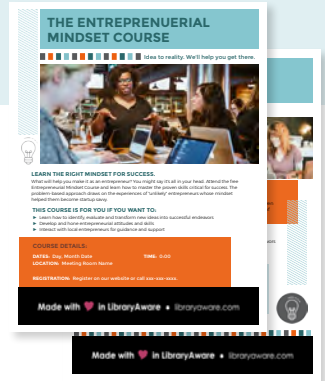 THE ENTREPRENUERIAL
MINDSET COURSE
Idea to reality. We'll help you get there.
LEARN THE RIGHT MINDSET FOR SUCCESS.
What will help you make it as an entrepreneur? You might say it's all in your head. Attend the free
Entrepreneurial Mindset Course and learn how to master the proven skills critical for success. The
problem-based approach draws on the experiences of "unlikely" entrepreneurs whose mindset
helped them become startup savvy.
THIS COURSE IS FOR YOU IF YOU WANT TO:
► Learn how to identify evaluate and transform new ideas into successful endeavors
► Develop and hone entrepreneurial attitudes and skills
► Interact with local entrepreneurs for guidance and support
COURSE DETAILS:
DATES: Day, Month Date
TIME: 0:00
LOCATION: Meeting Room Name
REGISTRATION: Register on our website or call xxx-xxx-xxxx.
Made with ♥ in LibraryAware • libraryaware.com
Made with ♥ in LibraryAware • libraryaware.com